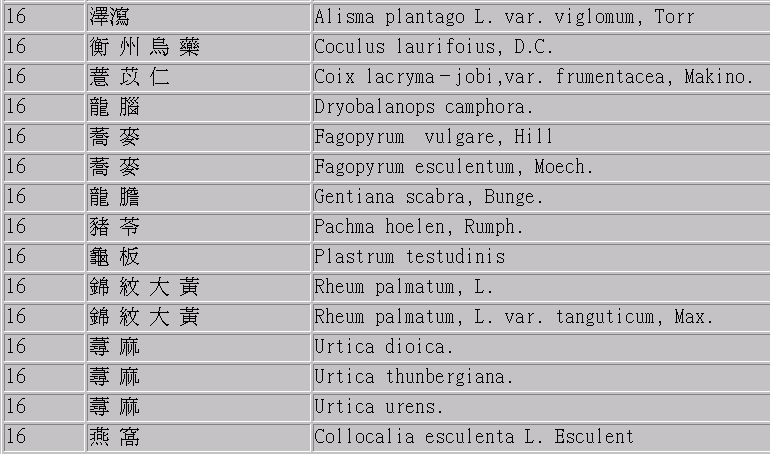 16 澤瀉 Alisma plantago L. var. viglomum, Torr
16 衡 州 烏 藥 Coculus laurifoius, D.C.
16 薏 苡 仁 Coix lacryma－jobi,var. frumentacea, Makino.
16 龍 腦 Dryobalanops camphora.
16 蕎 麥 Fagopyrum vulgare, Hill
16 蕎 麥 Fagopyrum esculentum, Moech.
16 龍 膽 Gentiana scabra, Bunge.
16 豬 苓 Pachma hoelen, Rumph.
16 龜 板 Plastrum testudinis
16 錦 紋 大 黃 Rheum palmatum, L.
16 錦 紋 大 黃 Rheum palmatum, L. var. tanguticum, Max.
16 蕁 麻 Urtica dioica.
16 蕁 麻 Urtica thunbergiana.
16 蕁 麻 Urtica urens.
16 燕 窩 Collocalia esculenta L. Esculent